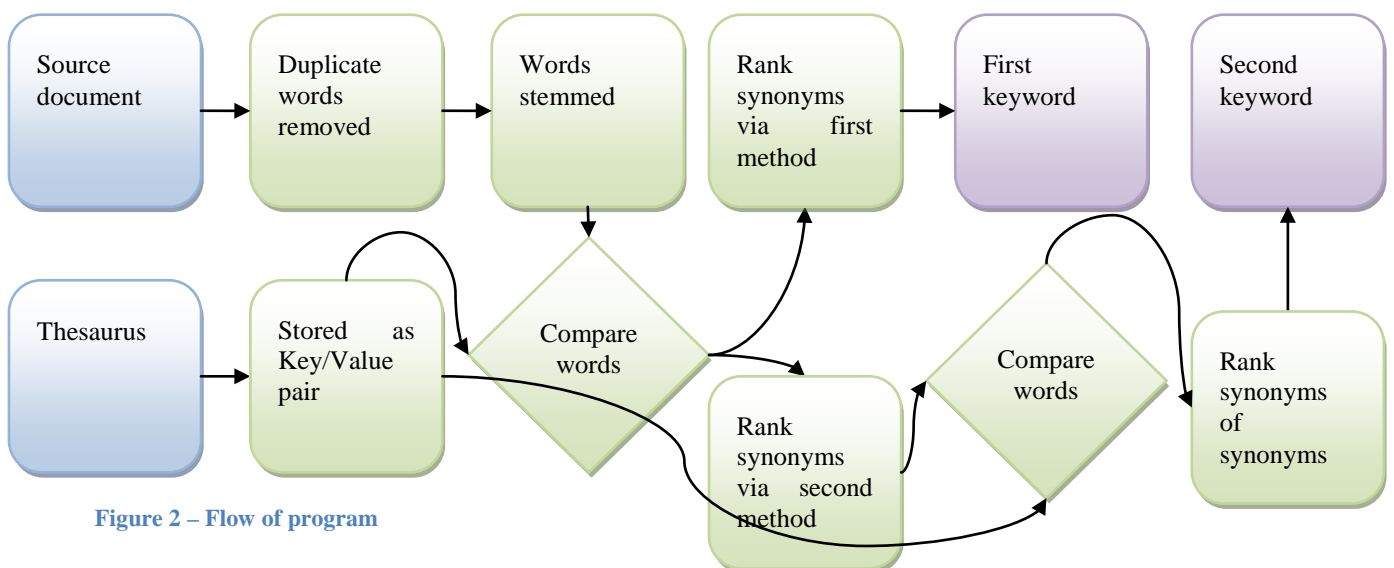 Source
document
Duplicate
words
removed
Words
stemmed
Rank
synonyms
via first
method
First
keyword
Second
keyword
Thesaurus
Stored as
Key/Value
pair
Compare
words
Rank
synonyms
via second
method
Compare
words
Rank
synonyms
of
synonyms
Figure 2 – Flow of program